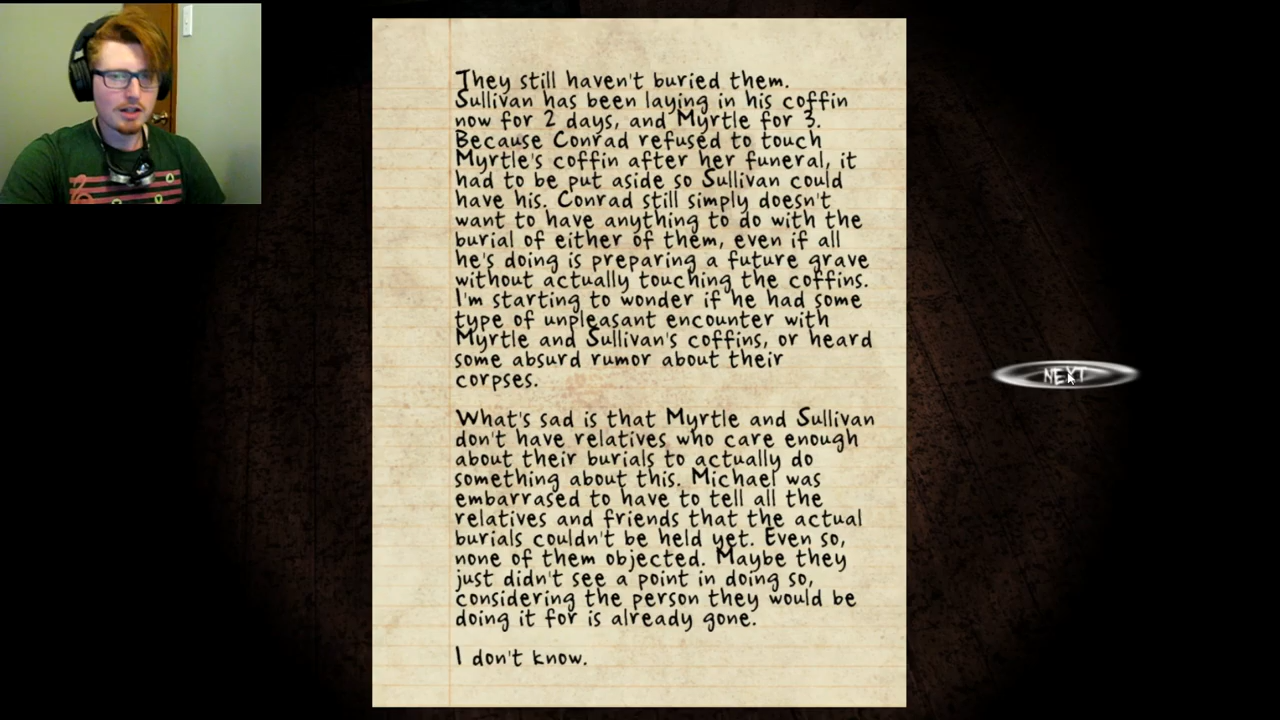 They still haven't buried them.
Sullivan has been laying in his coffin
now for 2 days, and Myrtle for 3.
Because Conrad refused to touch
Myrtle's coffin after her funeral, it
had to be put aside so Sullivan could
have his. Conrad still simply doesn't
want to have anything to do with the
burial of either of them, even if all
he's doing is preparing a future grave
without actually touching the coffins.
I'm starting to wonder if he had some
type of unpleasant encounter with
Myrtle and Sullivan's coffins, or heard
some absurd rumor about their
corpses.
What's sad is that Myrtle and Sullivan
don't have relatives who care enough
about their burials to actually do
something about this. Michael was
embarrased to have to tell all the
relatives and friends that the actual
burials couldn't be held yet. Even so,
none of them objected. Maybe they
just didn't see a point in doing so,
considering the person they would be
doing it for is already gone.
I don't know.
NEXT